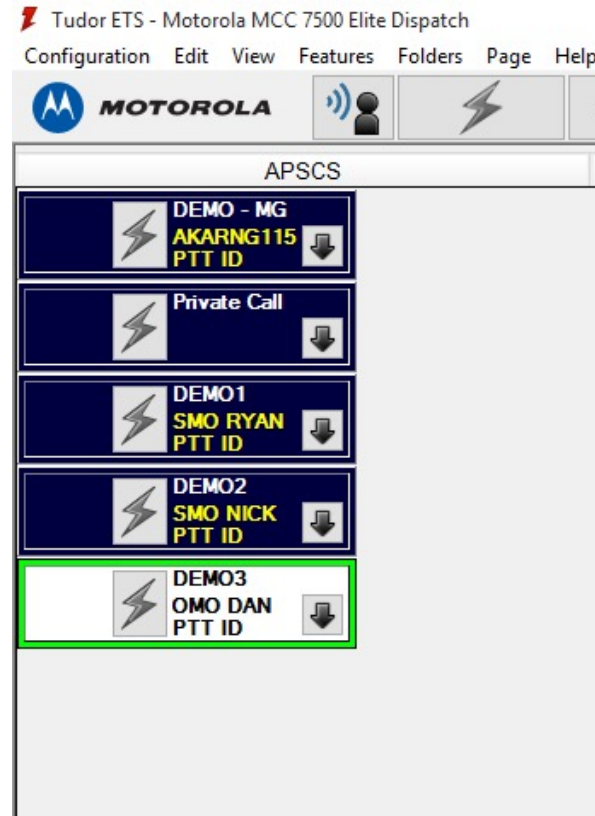 Tudor ETS - Motorola MCC 7500 Elite Dispatch
Configuration Edit View Features Folders Page Help
MOTOROLA
APSCS
DEMO - MG
AKARNG115
PTT ID
Private Call
DEMO1
SMO RYAN
PTT ID
DEMO2
SMO NICK
PTT ID
DEMO3
OMO DAN
PTT ID